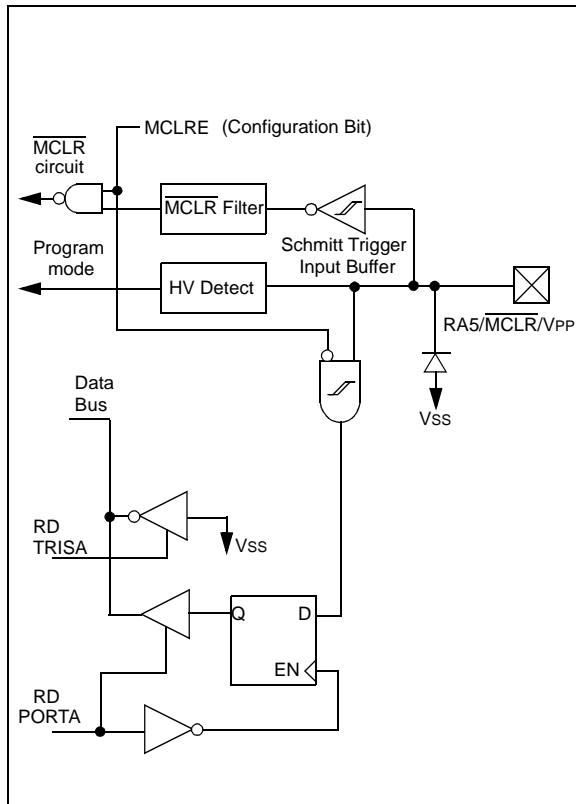 MCLRE (Configuration Bit)
MCLR
circuit
MCLR Filter
Program
mode
Schmitt Trigger
Input Buffer
HV Detect
RA5/MCLR/VPP
VSS
Data
Bus
RD
TRISA
VSS
Q
D
EN
RD
PORTA